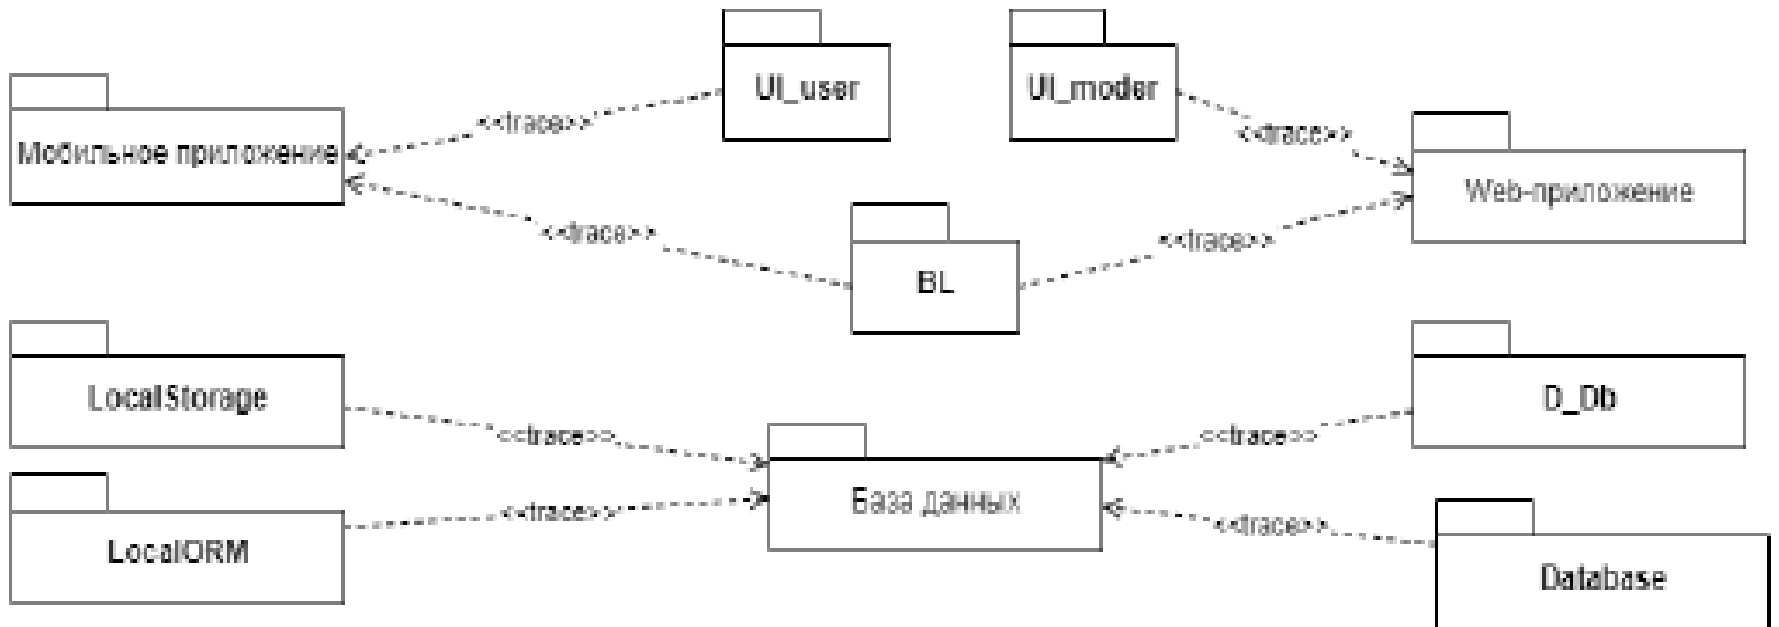 UI_user
UI_moder
<<trace>>
<<trace>>
Мобильное приложение
Web-приложение
<<trace>>
<<trace>>
BL
LocalStorage
D_Db
<<trace>>
<<trace>>
База данных
<<trace>>
<<trace>>
LocalORM
Database